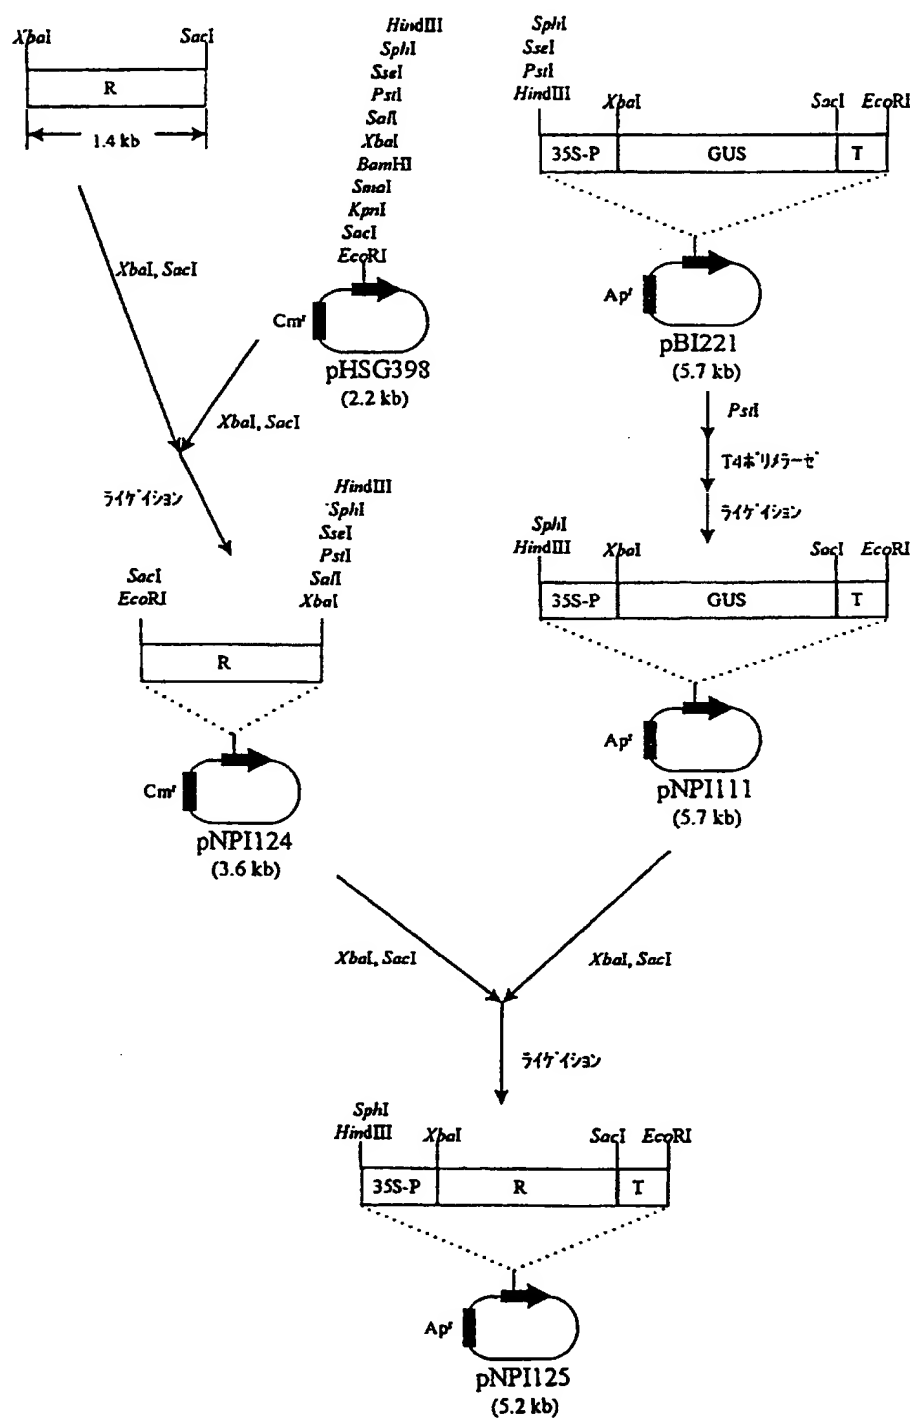 XbaI
SacI
R
1.4 kb
HindIII
SphI
SseI
PstI
SalI
XbaI
BamHI
SmaI
KpnI
SacI
EcoRI
Cmʳ
pHSG398
(2.2 kb)
XbaI, SacI
XbaI, SacI
ライゲイション
SphI
SseI
PstI
HindIII
XbaI
SacI
EcoRI
35S-P
GUS
T
Apʳ
pBI221
(5.7 kb)
PstI
T4ポリメラーゼ
ライゲイション
HindIII
SphI
SseI
PstI
SalI
XbaI
SacI
EcoRI
R
Cmʳ
pNPI124
(3.6 kb)
SphI
HindIII
XbaI
SacI
EcoRI
35S-P
GUS
T
Apʳ
pNPI111
(5.7 kb)
XbaI, SacI
XbaI, SacI
ライゲイション
SphI
HindIII
XbaI
SacI
EcoRI
35S-P
R
T
Apʳ
pNPI125
(5.2 kb)